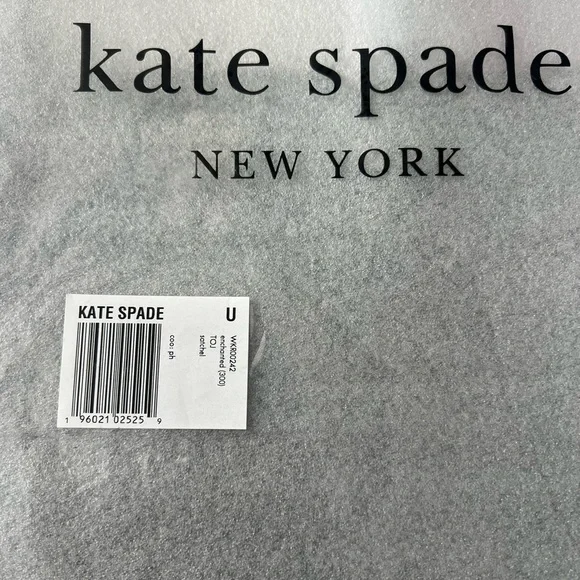 kate spade
NEW YORK
KATE SPADE
U
WKR00242
enchanted (300)
TOJ
satchel
coo: ph
1 96021 02525 9